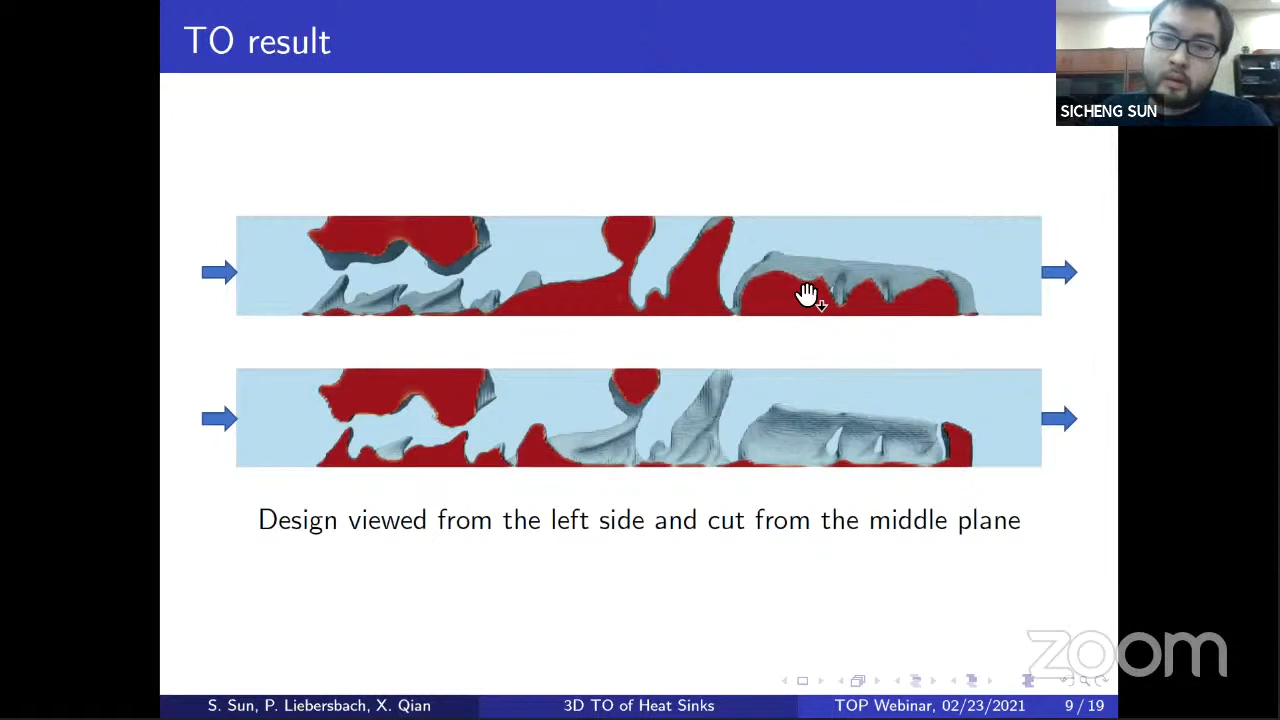 TO result
SICHENG SUN
Design viewed from the left side and cut from the middle plane
zoom
S. Sun, P. Liebersbach, X. Qian
3D TO of Heat Sinks
TOP Webinar, 02/23/2021
9 / 19